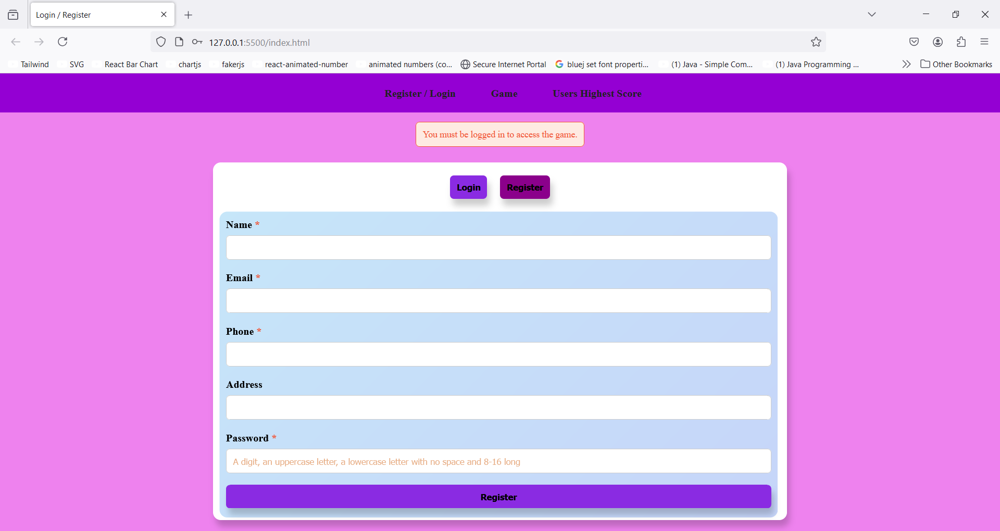 Login / Register
127.0.0.1:5500/index.html
Tailwind SVG React Bar Chart chartjs fakerjs react-animated-number animated numbers (co... Secure Internet Portal bluej set font properti... (1) Java - Simple Com... (1) Java Programming ... Other Bookmarks
Register / Login Game Users Highest Score
You must be logged in to access the game.
Login Register
Name *
Email *
Phone *
Address
Password *
A digit, an uppercase letter, a lowercase letter with no space and 8-16 long
Register